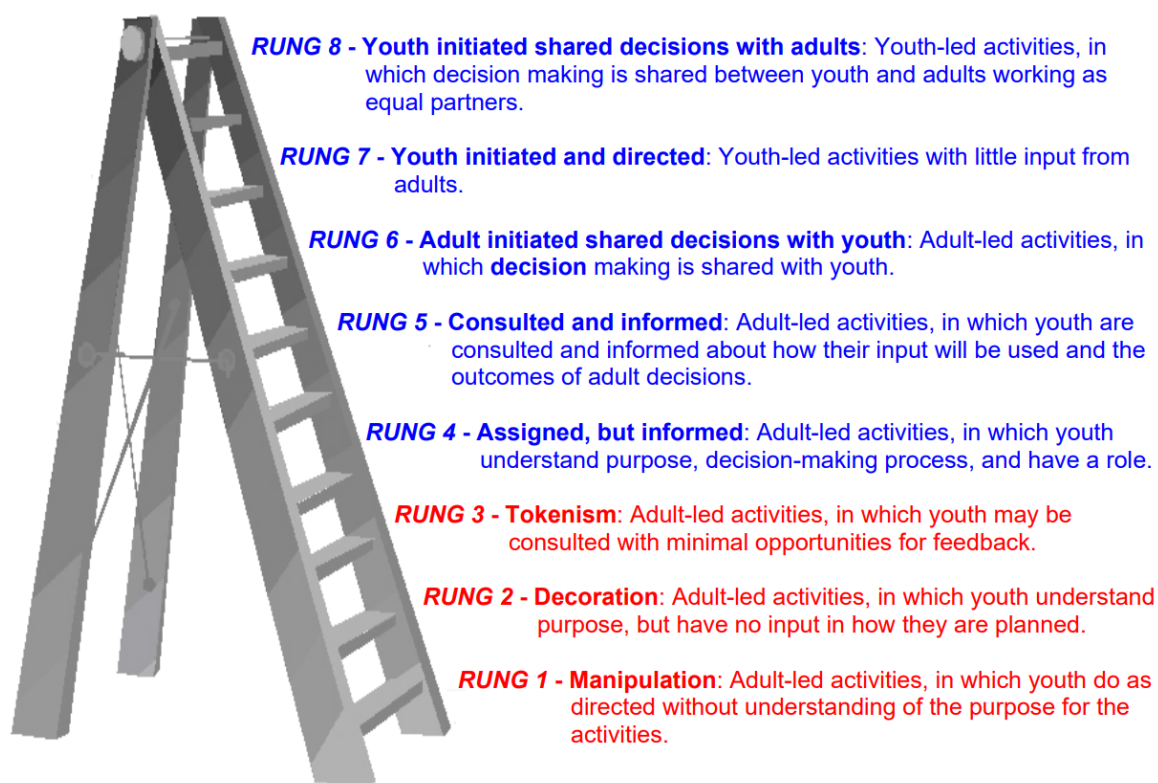 RUNG 8 - Youth initiated shared decisions with adults: Youth-led activities, in
which decision making is shared between youth and adults working as
equal partners.
RUNG 7 - Youth initiated and directed: Youth-led activities with little input from
adults.
RUNG 6 - Adult initiated shared decisions with youth: Adult-led activities, in
which decision making is shared with youth.
RUNG 5 - Consulted and informed: Adult-led activities, in which youth are
consulted and informed about how their input will be used and the
outcomes of adult decisions.
RUNG 4 - Assigned, but informed: Adult-led activities, in which youth
understand purpose, decision-making process, and have a role.
RUNG 3 - Tokenism: Adult-led activities, in which youth may be
consulted with minimal opportunities for feedback.
RUNG 2 - Decoration: Adult-led activities, in which youth understand
purpose, but have no input in how they are planned.
RUNG 1 - Manipulation: Adult-led activities, in which youth do as
directed without understanding of the purpose for the
activities.